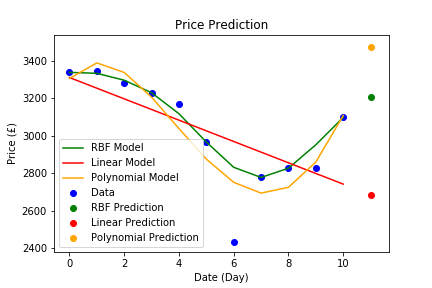 Price Prediction
Price (£)
3400
3200
3000
2800
2600
2400
RBF Model
Linear Model
Polynomial Model
Data
RBF Prediction
Linear Prediction
Polynomial Prediction
0
2
4
6
8
10
Date (Day)